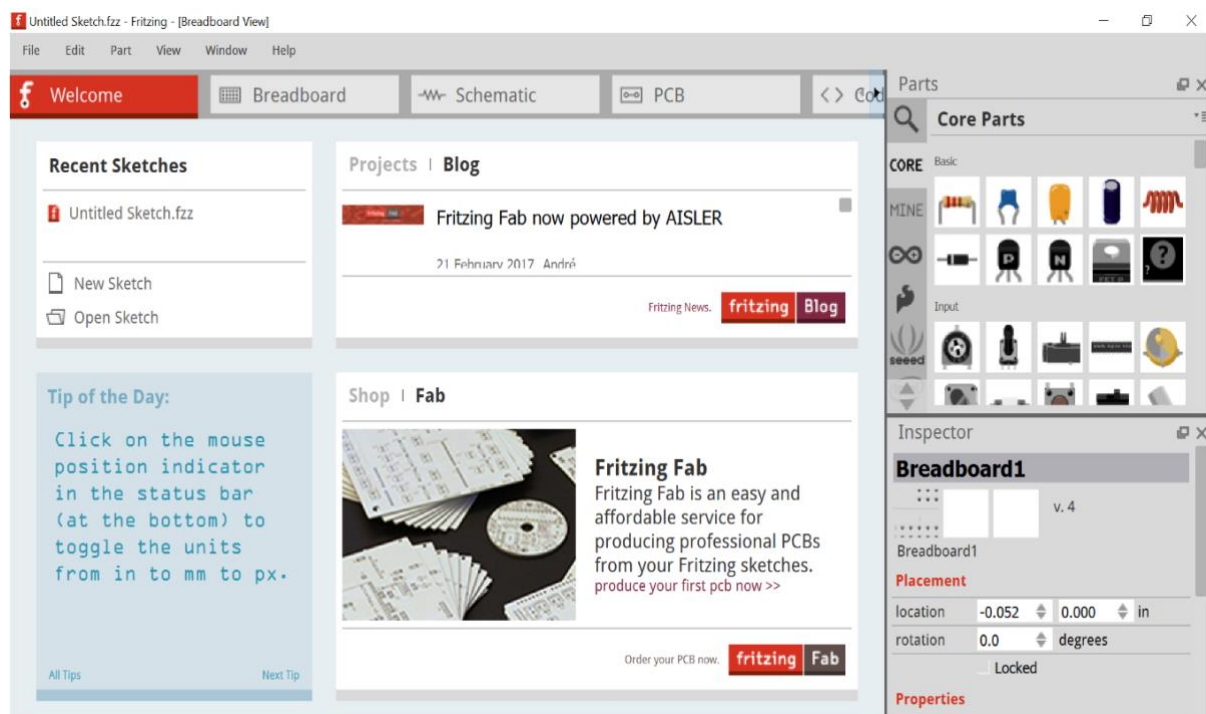 Untitled Sketch.fzz - Fritzing - [Breadboard View]
File Edit Part View Window Help
Welcome Breadboard Schematic PCB <> Cod
Recent Sketches
Untitled Sketch.fzz
New Sketch
Open Sketch
Projects | Blog
Fritzing Fab now powered by AISLER
21 February 2017 André
Fritzing News. fritzing Blog
Tip of the Day:
Click on the mouse
position indicator
in the status bar
(at the bottom) to
toggle the units
from in to mm to px.
All Tips Next Tip
Shop | Fab
Fritzing Fab
Fritzing Fab is an easy and
affordable service for
producing professional PCBs
from your Fritzing sketches.
produce your first pcb now >>
Order your PCB now. fritzing Fab
Parts
Core Parts
CORE Basic
MINE
P N ?
Input
seeed
Inspector
Breadboard1
v. 4
Breadboard1
Placement
location -0.052 0.000 in
rotation 0.0 degrees
Locked
Properties